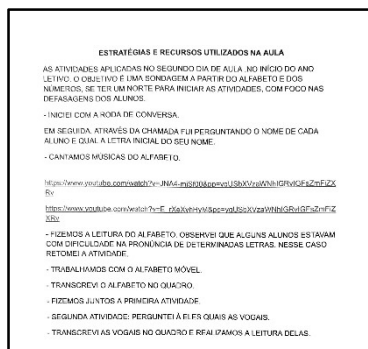 ESTRATÉGIAS E RECURSOS UTILIZADOS NA AULA
AS ATIVIDADES APLICADAS NO SEGUNDO DIA DE AULA .NO INÍCIO DO ANO
LETIVO. O OBJETIVO É UMA SONDAGEM A PARTIR DO ALFABETO E DOS
NÚMEROS, SE TER UM NORTE PARA INICIAR AS ATIVIDADES, COM FOCO NAS
DEFASAGENS DOS ALUNOS.
- INICIEI COM A RODA DE CONVERSA.
EM SEGUIDA, ATRAVÉS DA CHAMADA FUI PERGUNTANDO O NOME DE CADA
ALUNO E QUAL A LETRA INICIAL DO SEU NOME.
- CANTAMOS MÚSICAS DO ALFABETO.
- FIZEMOS A LEITURA DO ALFABETO. OBSERVEI QUE ALGUNS ALUNOS ESTAVAM
COM DIFICULDADE NA PRONÚNCIA DE DETERMINADAS LETRAS. NESSE CASO
RETOMEI A ATIVIDADE.
- TRABALHAMOS COM O ALFABETO MÓVEL.
- TRANSCREVI O ALFABETO NO QUADRO.
- FIZEMOS JUNTOS A PRIMEIRA ATIVIDADE.
- SEGUNDA ATIVIDADE: PERGUNTEI À ELES QUAIS AS VOGAIS.
- TRANSCREVI AS VOGAIS NO QUADRO E REALIZAMOS A LEITURA DELAS.